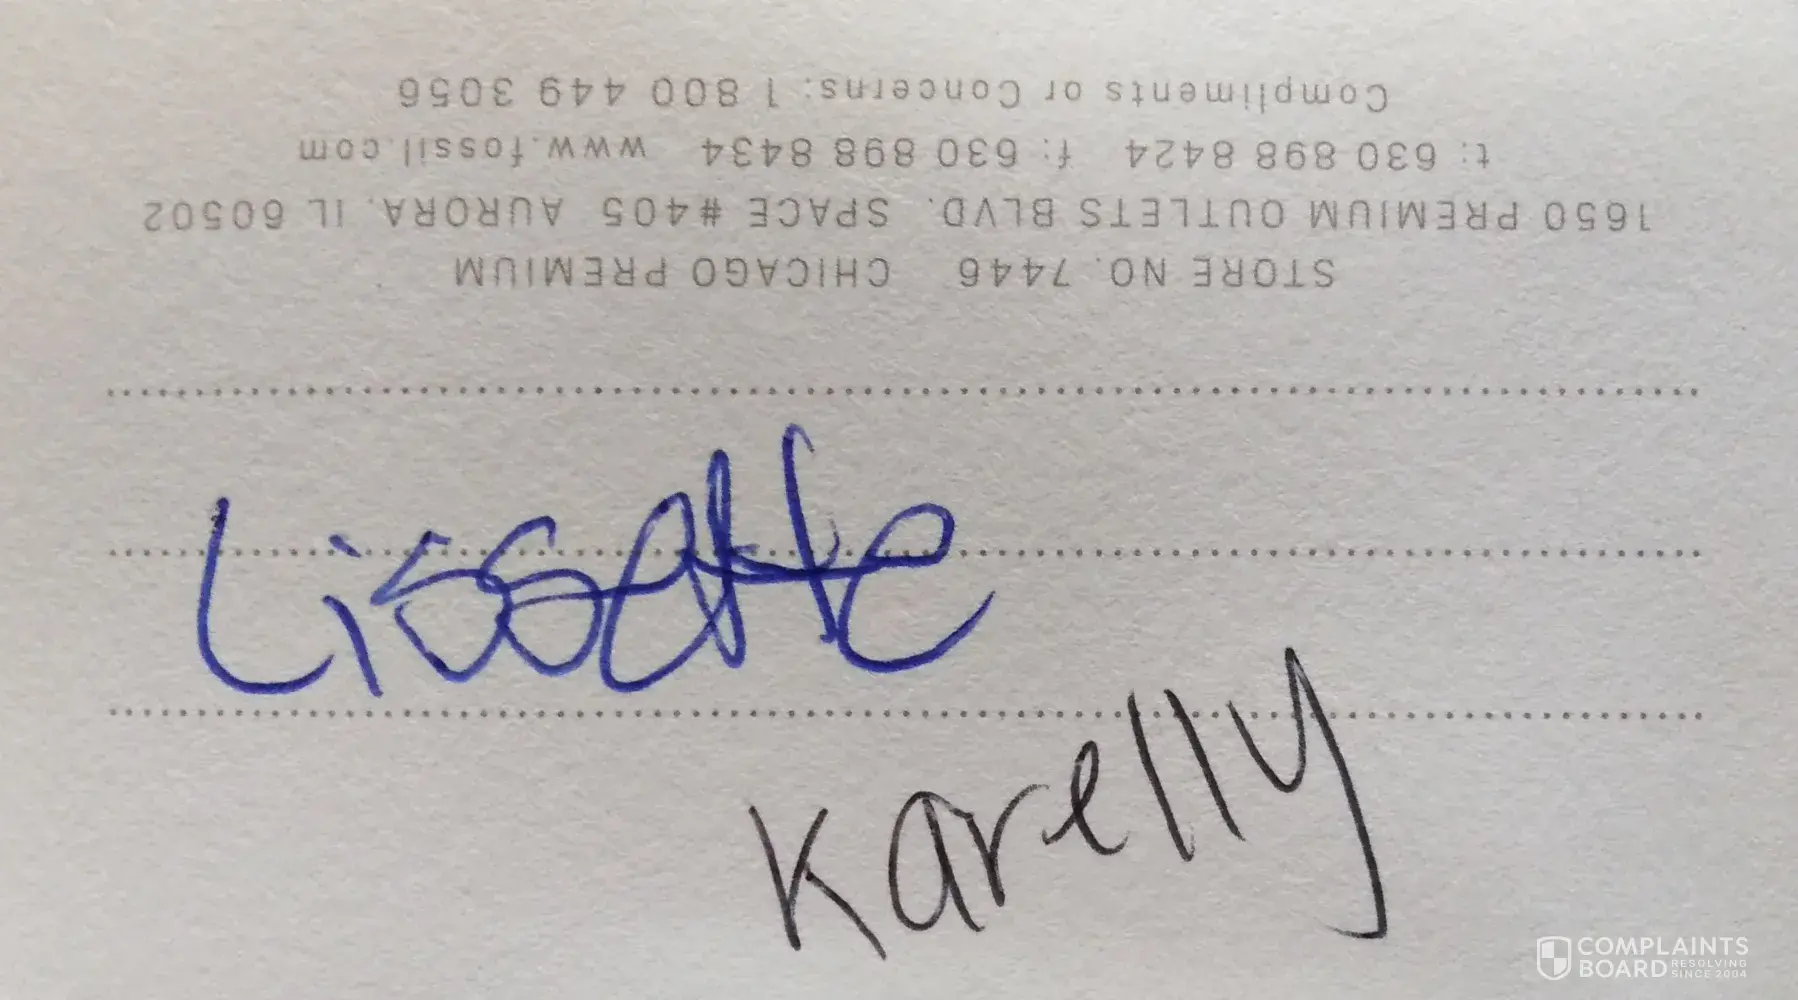 STORE NO. 7446 CHICAGO PREMIUM
1650 PREMIUM OUTLETS BLVD. SPACE #405 AURORA, IL 60502
t: 630 898 8424 f: 630 898 8434 www.fossil.com
Compliments or Concerns: 1 800 449 3056
Lissette
Karelly
COMPLAINTS
BOARD RESOLVING
SINCE 2004